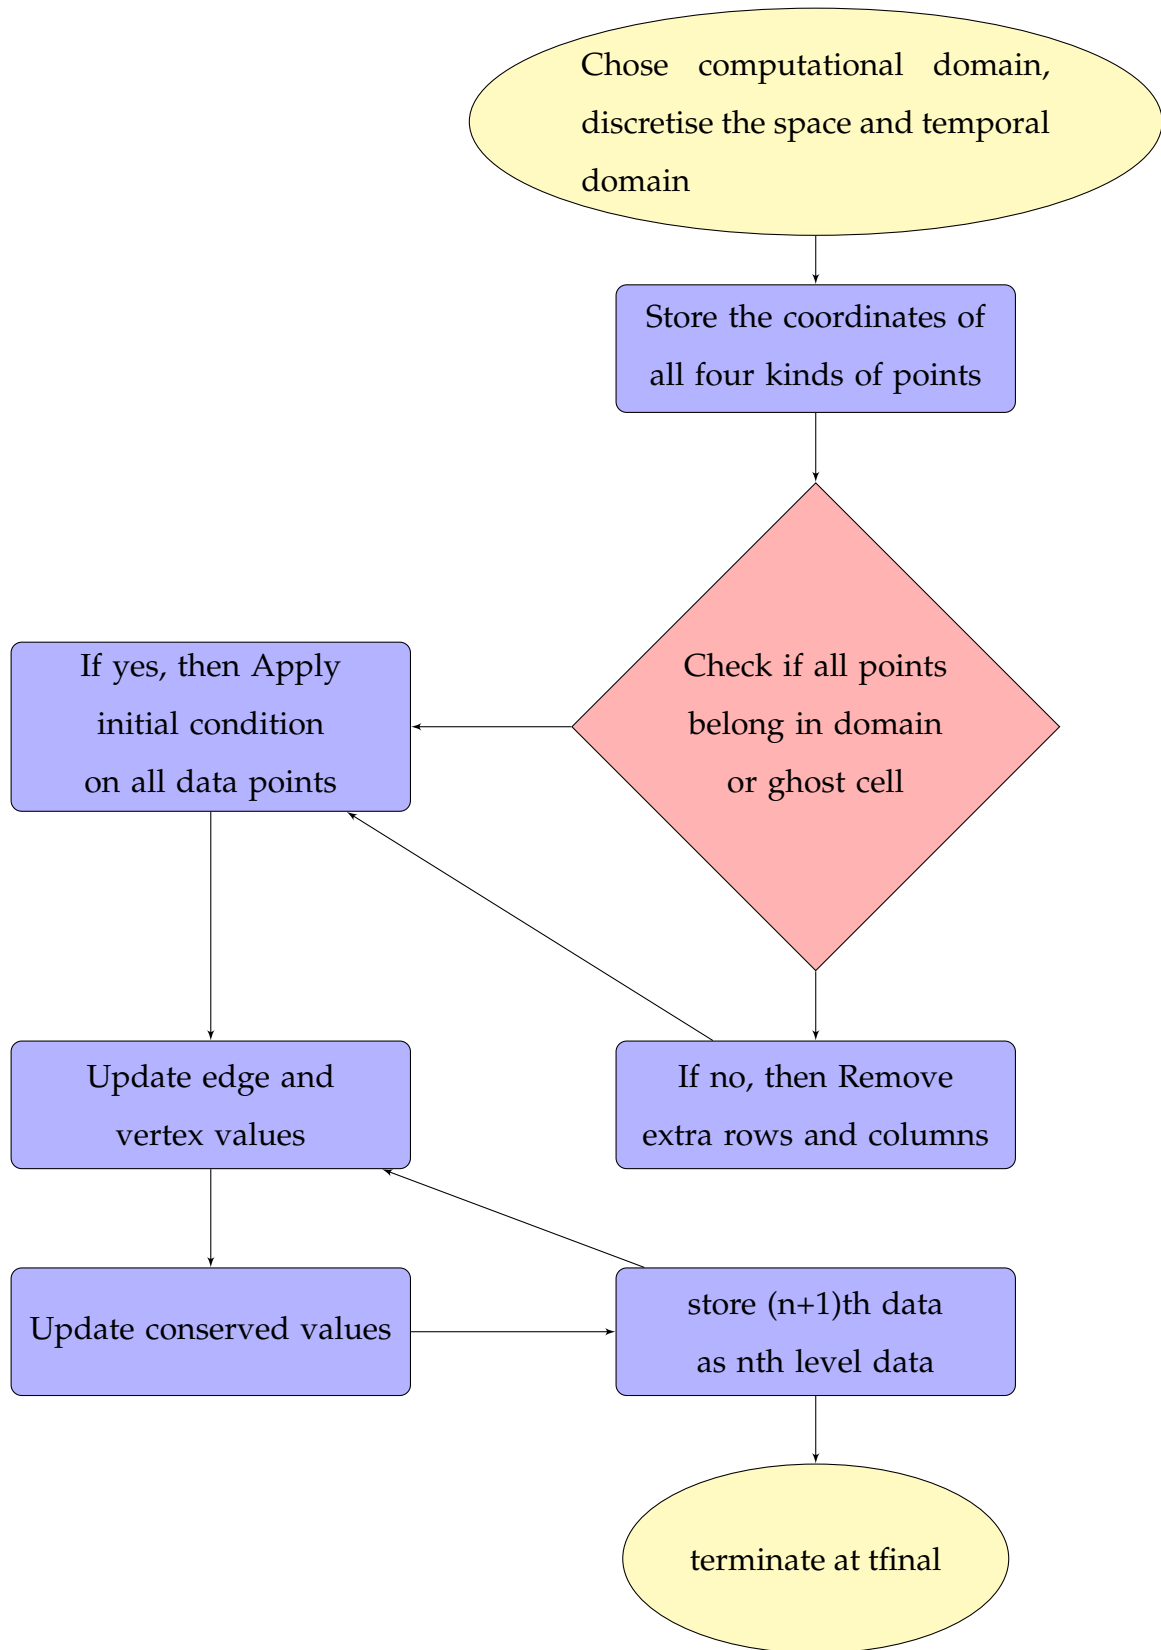 Chose computational domain,
discretise the space and temporal
domain
Store the coordinates of
all four kinds of points
Check if all points
belong in domain
or ghost cell
If yes, then Apply
initial condition
on all data points
If no, then Remove
extra rows and columns
Update edge and
vertex values
Update conserved values
store (n+1)th data
as nth level data
terminate at tfinal